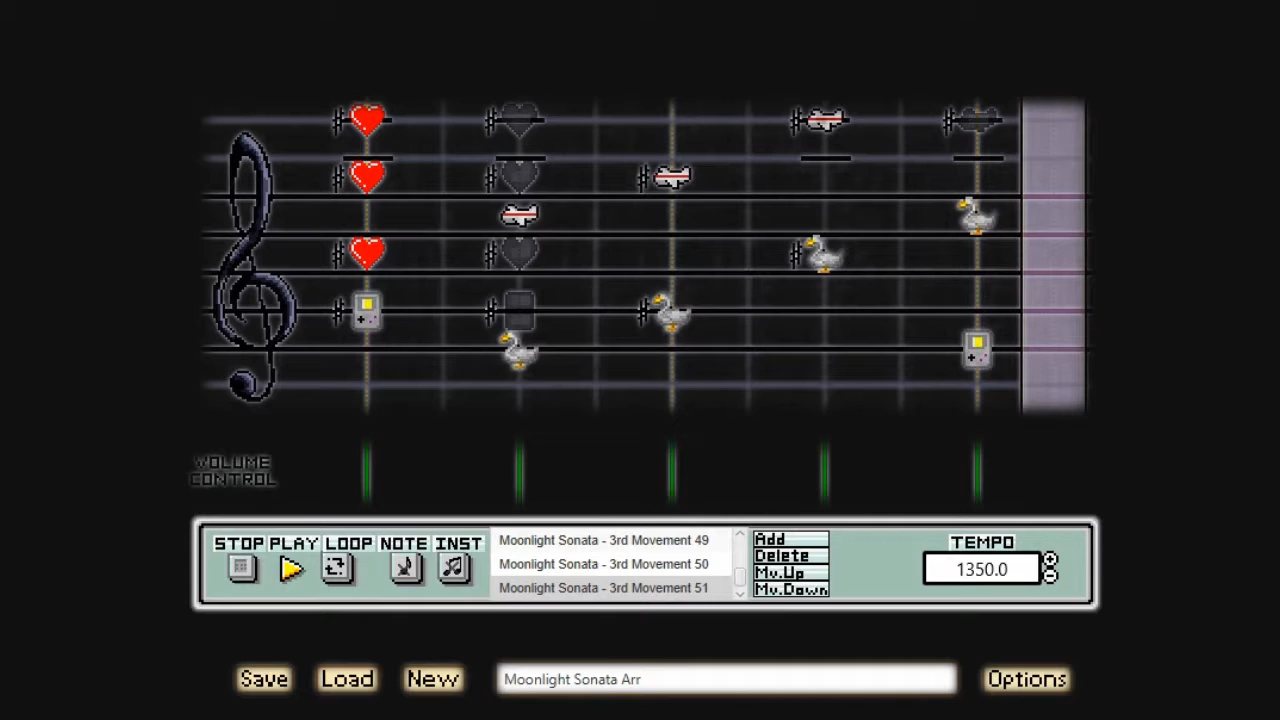 VOLUME
CONTROL
STOP PLAY LOOP NOTE INST
Moonlight Sonata - 3rd Movement 49
Moonlight Sonata - 3rd Movement 50
Moonlight Sonata - 3rd Movement 51
Add
Delete
Mv.Up
Mv.Down
TEMPO
1350.0
Save Load New Moonlight Sonata Arr Options